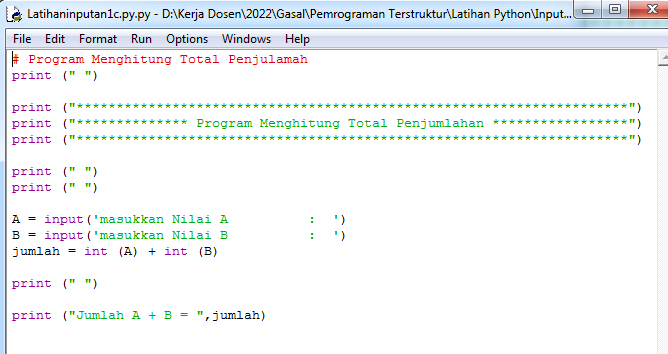 Latihaninputan1c.py.py - D:\Kerja Dosen\2022\Gasal\Pemrograman Terstruktur\Latihan Python\Input...
File Edit Format Run Options Windows Help
# Program Menghitung Total Penjulamah
print (" ")
print ("*********************************************************************")
print ("************** Program Menghitung Total Penjumlahan *****************")
print ("*********************************************************************")
print (" ")
print (" ")
A = input('masukkan Nilai A          :  ')
B = input('masukkan Nilai B          :  ')
jumlah = int (A) + int (B)
print (" ")
print ("Jumlah A + B = ",jumlah)